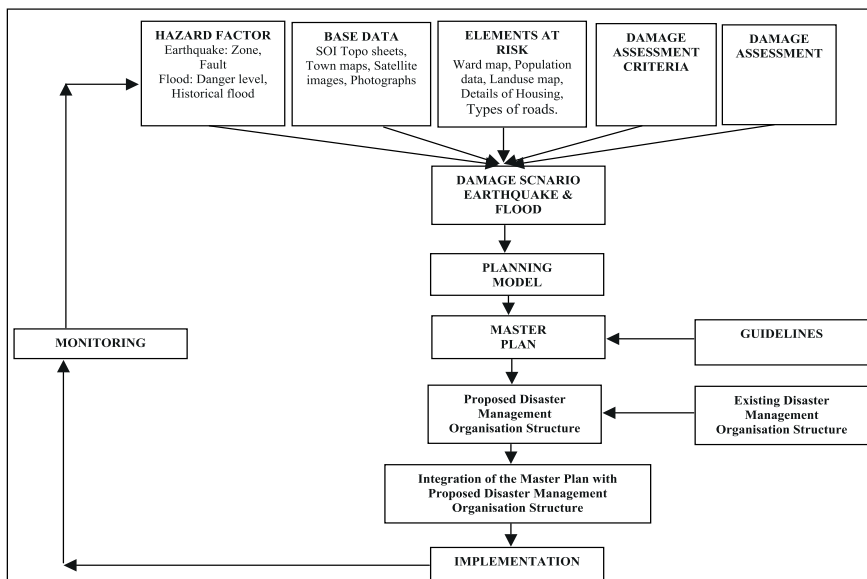 HAZARD FACTOR
Earthquake: Zone,
Fault
Flood: Danger level,
Historical flood
BASE DATA
SOI Topo sheets,
Town maps, Satellite
images, Photographs
ELEMENTS AT
RISK
Ward map, Population
data, Landuse map,
Details of Housing,
Types of roads.
DAMAGE
ASSESSMENT
CRITERIA
DAMAGE
ASSESSMENT
DAMAGE SCNARIO
EARTHQUAKE &
FLOOD
PLANNING
MODEL
MONITORING
MASTER
PLAN
GUIDELINES
Proposed Disaster
Management
Organisation Structure
Existing Disaster
Management
Organisation Structure
Integration of the Master Plan with
Proposed Disaster Management
Organisation Structure
IMPLEMENTATION